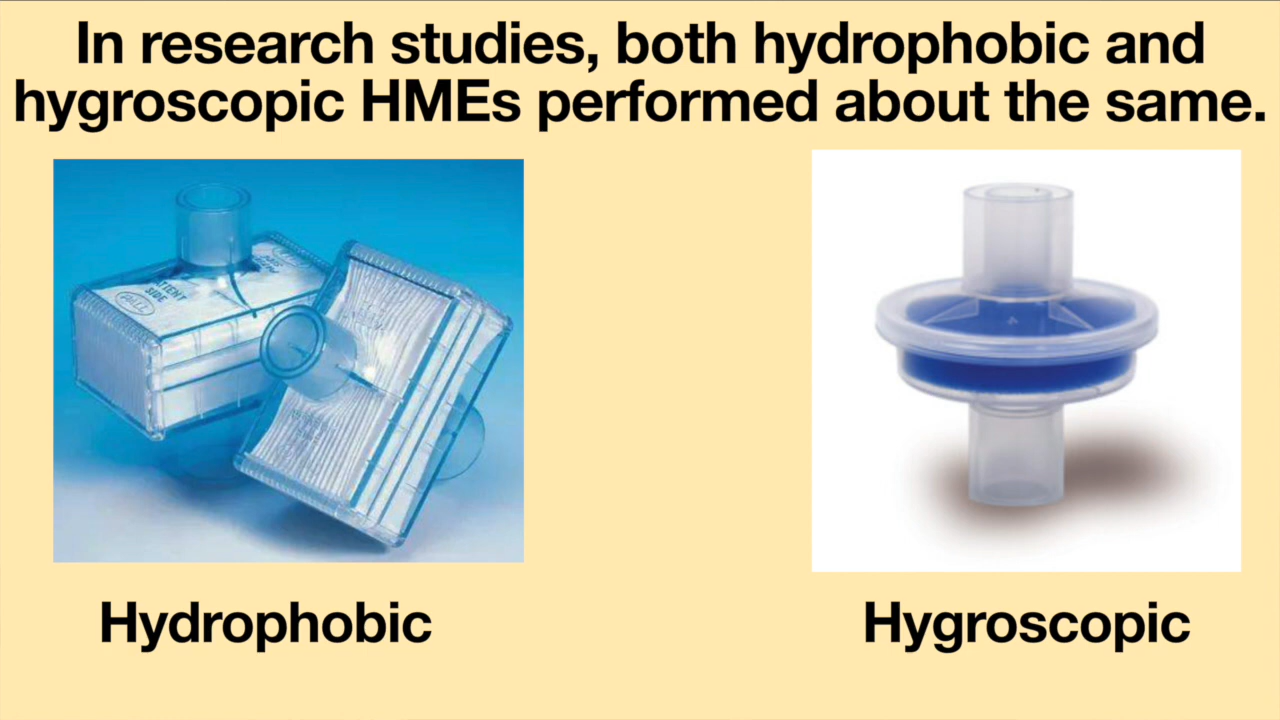 In research studies, both hydrophobic and
hygroscopic HMEs performed about the same.
PATIENT
SIDE
PALL
Hydrophobic
Hygroscopic